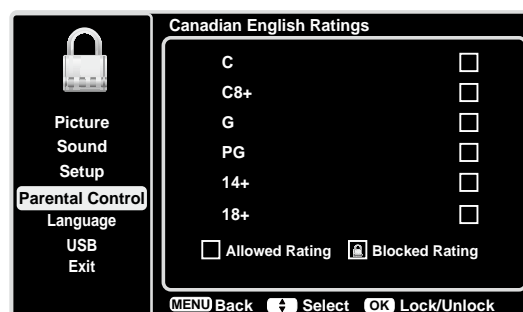 Canadian English Ratings
C
C8+
G
PG
14+
18+
Allowed Rating Blocked Rating
MENU Back Select OK Lock/Unlock
Picture
Sound
Setup
Parental Control
Language
USB
Exit